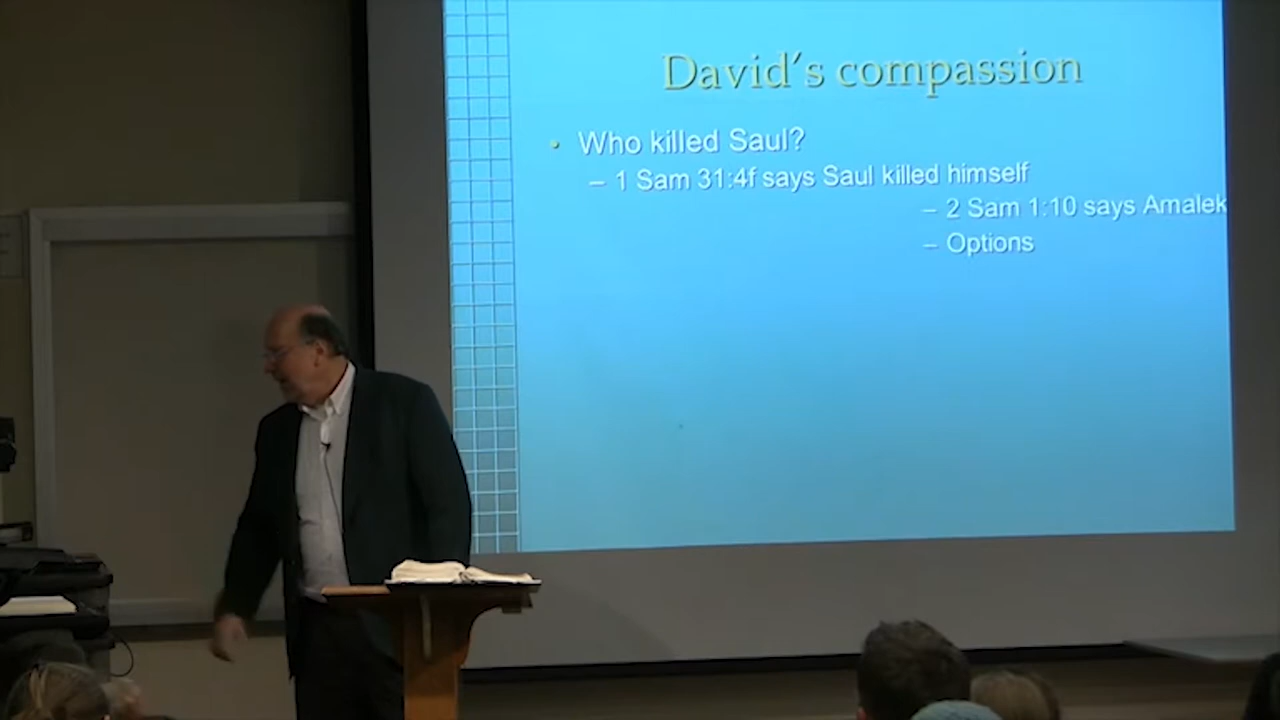 David's compassion
• Who killed Saul?
– 1 Sam 31:4f says Saul killed himself
– 2 Sam 1:10 says Amalek
– Options